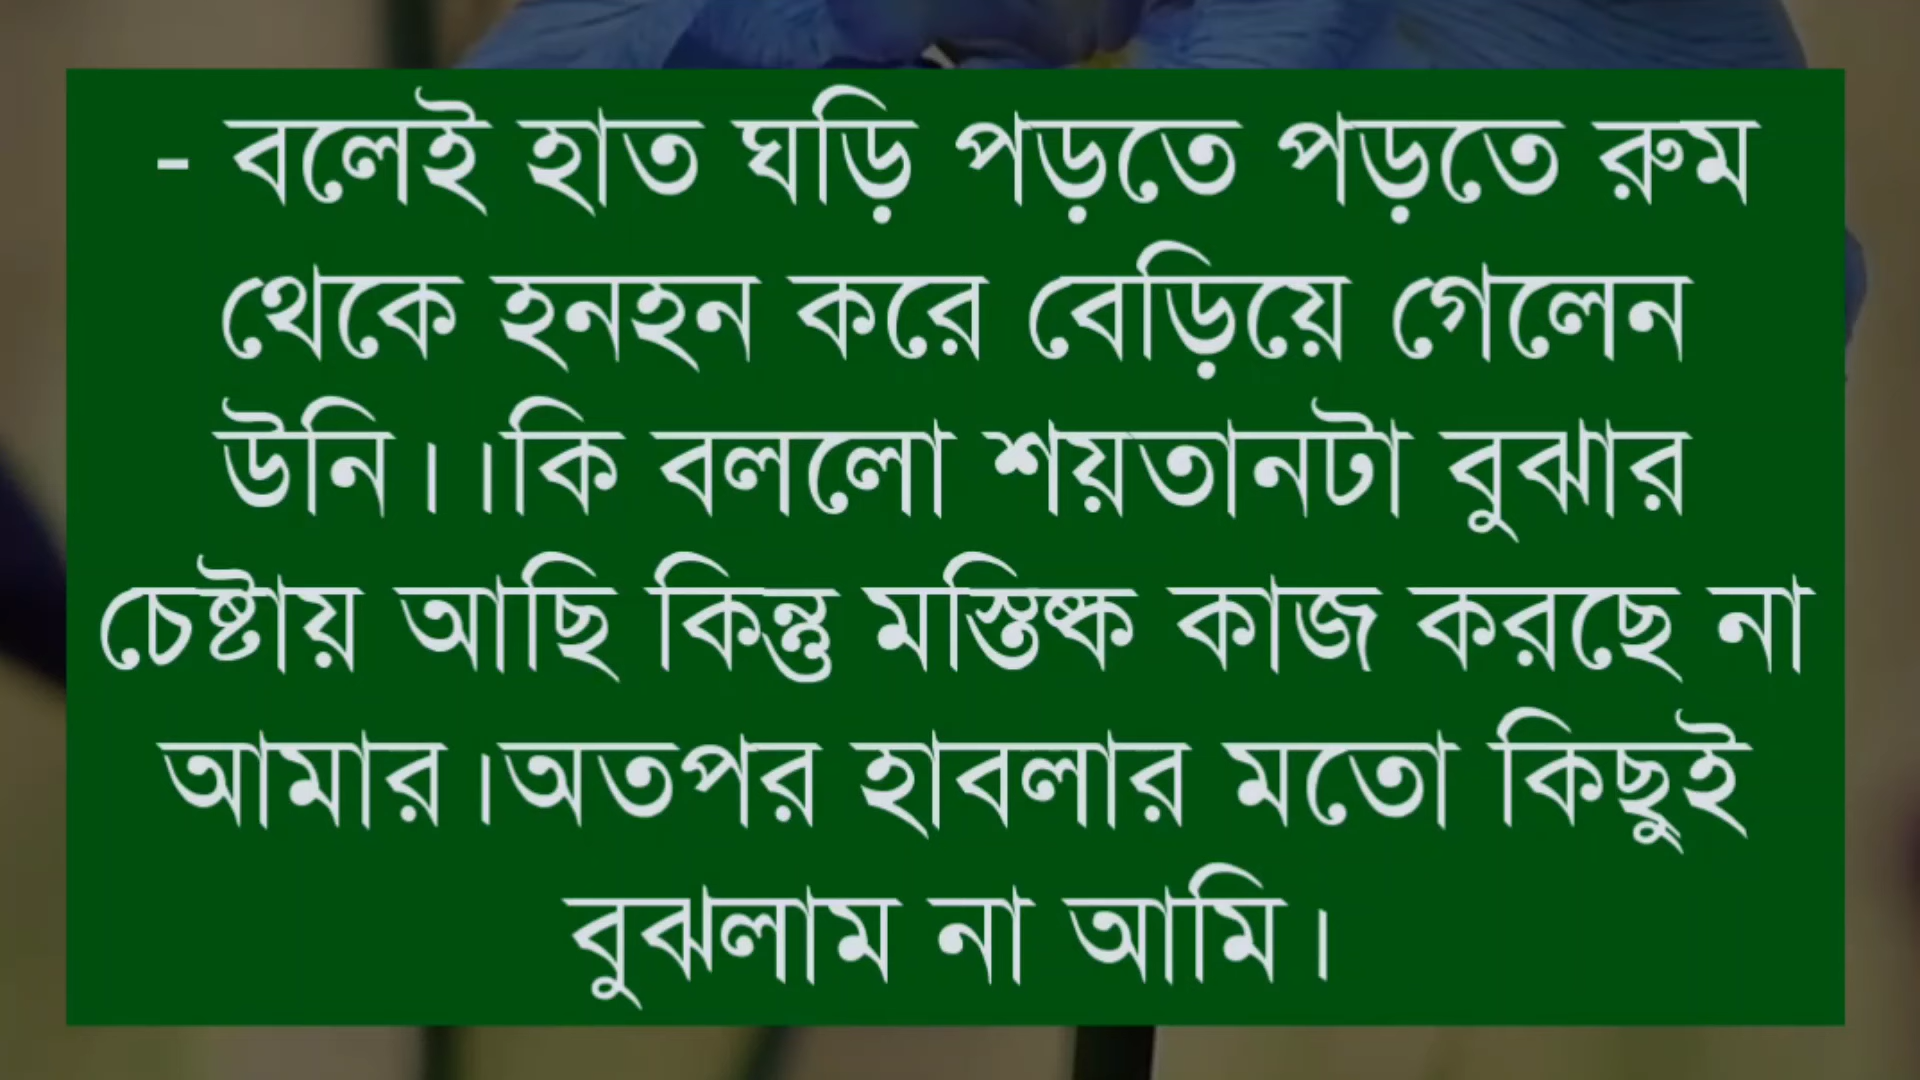 - বলেই হাত ঘড়ি পড়তে পড়তে রুম
থেকে হনহন করে বেড়িয়ে গেলেন
উনি।।কি বললো শয়তানটা বুঝার
চেষ্টায় আছি কিন্তু মস্তিষ্ক কাজ করছে না
আমার।অতপর হাবলার মতো কিছুই
বুঝলাম না আমি।